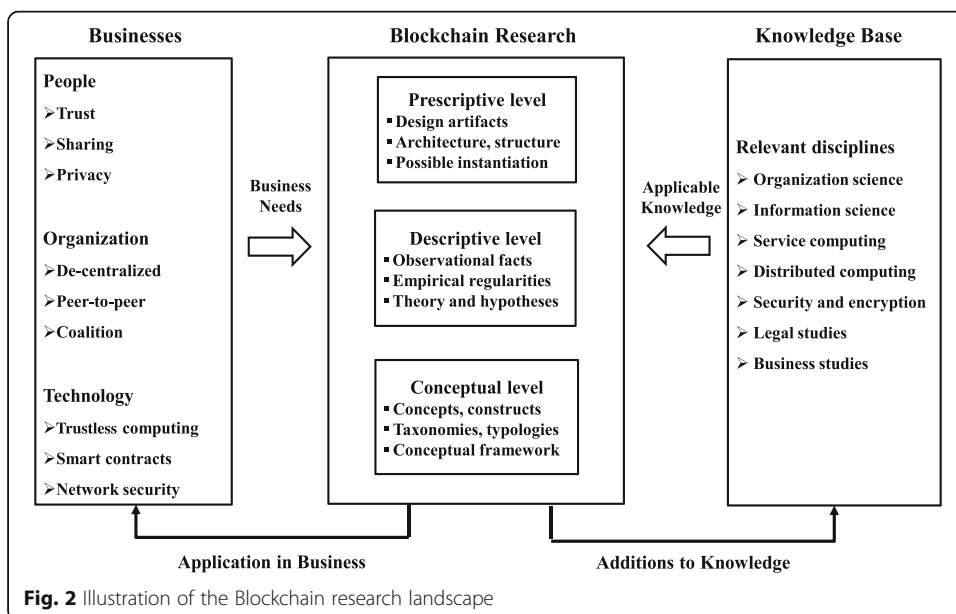 Businesses
People
➢Trust
➢Sharing
➢Privacy
Organization
➢De-centralized
➢Peer-to-peer
➢Coalition
Technology
➢Trustless computing
➢Smart contracts
➢Network security
Business
Needs
Blockchain Research
Prescriptive level
▪ Design artifacts
▪ Architecture, structure
▪ Possible instantiation
Descriptive level
▪ Observational facts
▪ Empirical regularities
▪ Theory and hypotheses
Conceptual level
▪ Concepts, constructs
▪ Taxonomies, typologies
▪ Conceptual framework
Applicable
Knowledge
Knowledge Base
Relevant disciplines
➢ Organization science
➢ Information science
➢ Service computing
➢ Distributed computing
➢ Security and encryption
➢ Legal studies
➢ Business studies
Application in Business
Additions to Knowledge
Fig. 2 Illustration of the Blockchain research landscape